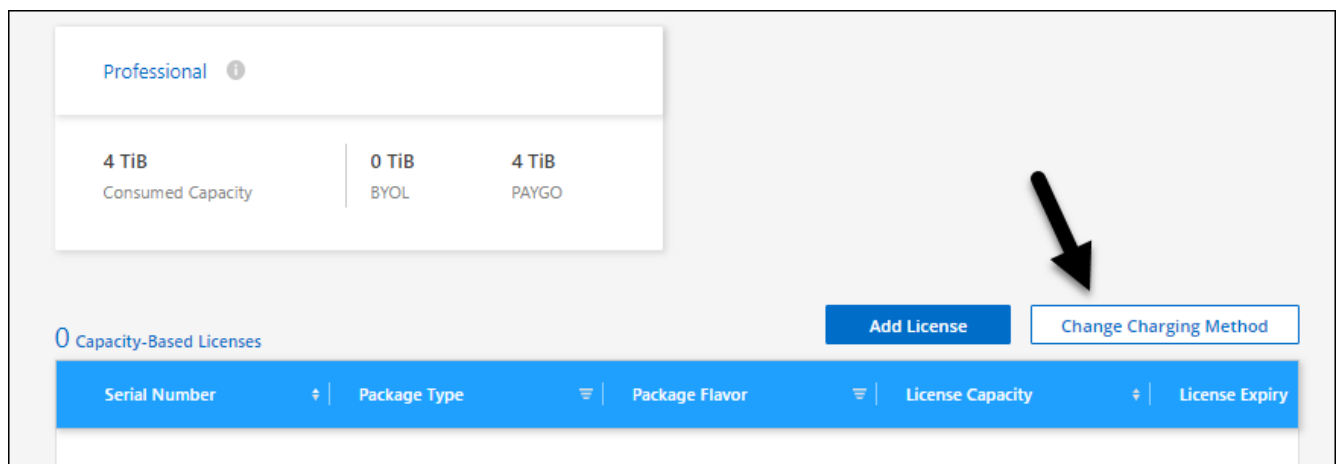 Professional
4 TiB 0 TiB 4 TiB
Consumed Capacity BYOL PAYGO
Add License Change Charging Method
0 Capacity-Based Licenses
Serial Number Package Type Package Flavor License Capacity License Expiry